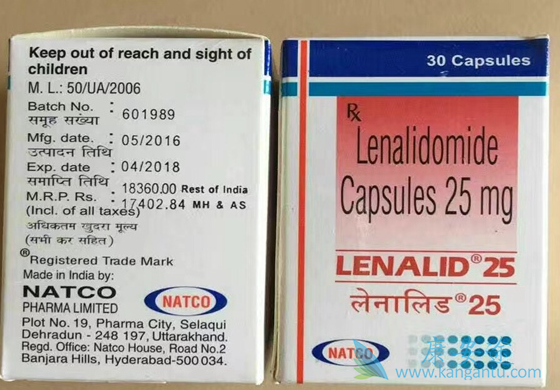 Keep out of reach and sight of
children
M. L.: 50/UA/2006
Batch No. : 601989
समूह सख्या
Mfg. date. : 05/2016
उत्पादन तिथि
Exp. date : 04/2018
समाप्ति तिथि
M.R.P. Rs. : 18360.00 Rest of India
(Incl. of all taxes) 17402.84 MH & AS
अधिकतम खुदरा मूल्य
(सभी कर सहित)
®Registered Trade Mark
Made in India by:
NATCO
PHARMA LIMITED
NATCO
Plot No. 19, Pharma City, Selaqui
Dehradun - 248 197, Uttarakhand.
Regd. Office: Natco House, Road No.2
Banjara Hills, Hyderabad-500 034.
30 Capsules
Rx
Lenalidomide
Capsules 25 mg
LENALID® 25
लेनालिड® 25
NATCO
康安途
www.kangantu.com